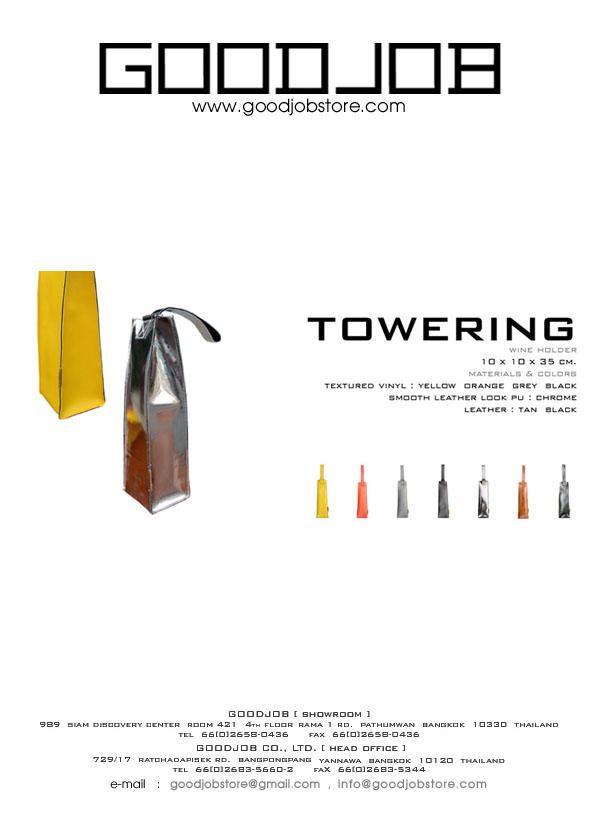 GOODJOB
www.goodjobstore.com
TOWERING
WINE HOLDER
10 x 10 x 35 CM.
MATERIALS & COLORS
TEXTURED VINYL : YELLOW ORANGE GREY BLACK
SMOOTH LEATHER LOOK PU : CHROME
LEATHER : TAN BLACK
GOODJOB [ SHOWROOM ]
989 SIAM DISCOVERY CENTER ROOM 421 4TH FLOOR RAMA 1 RD. PATHUMWAN BANGKOK 10330 THAILAND
TEL 66(0)2658-0436 FAX 66(0)2658-0436
GOODJOB CO., LTD. [ HEAD OFFICE ]
729/17 RATCHADAPISEK RD. BANGPONGPANG YANNAWA BANGKOK 10120 THAILAND
TEL 66(0)2683-5660-2 FAX 66(0)2683-5344
e-mail : goodjobstore@gmail.com , info@goodjobstore.com